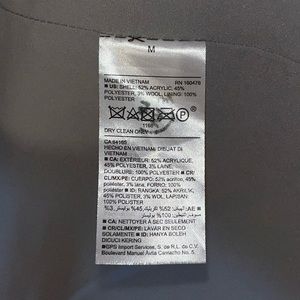 M
MADE IN VIETNAM RN 160479
■ US: SHELL: 52% ACRYLIC, 45%
POLYESTER, 3% WOOL, LINING:
100% POLYESTER
DRY CLEAN ONLY
CA 64165
HECHO EN VIETNAM/ DIBUAT DI
VIETNAM
■ CA: EXTÉRIEUR: 52% ACRYLIQUE,
45% POLYESTER, 3% LAINE,
DOUBLURE: 100% POLYESTER ■ CR/
CL/MX/PE: CUERPO: 52% acrílico, 45%
poliéster, 3% lana, FORRO: 100%
poliéster ■ ID: RANGKA: 52% AKRILIK,
45% POLIESTER, 3% WOL, LAPISAN:
100% POLIESTER
■ CA: NETTOYER À SEC SEULEMENT
■ CR/CL/MX/PE: LAVAR EN SECO
SOLAMENTE ■ ID: HANYA BOLEH
DICUCI KERING
■GPS Import Services, S. de R.L. de C.V.
Boulevard Manuel Avila Camacho No. 5,